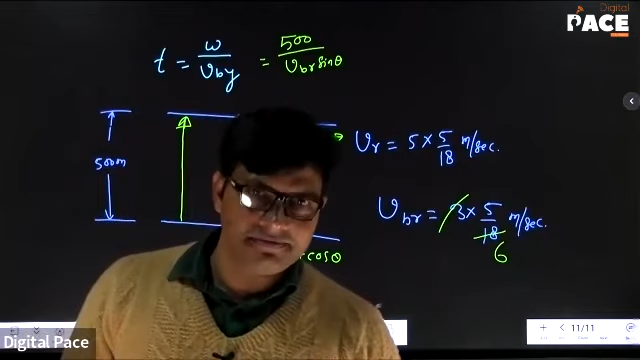 Digital
PACE
t = w / v_by = 500 / v_br sinθ
500m
v_r = 5 × 5/18 m/sec.
v_br = 3 × 5/18 m/sec.
6
cosθ
Digital Pace
11/11